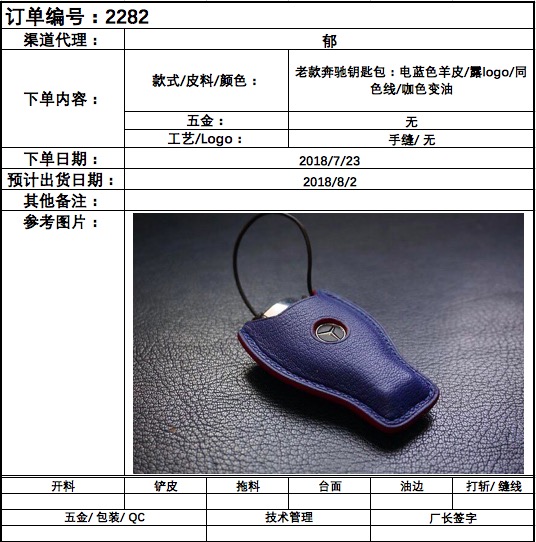 订单编号：2282
渠道代理： 郁
下单内容： 款式/皮料/颜色： 老款奔驰钥匙包：电蓝色羊皮/露logo/同
色线/咖色变油
五金： 无
工艺/Logo： 手缝/ 无
下单日期： 2018/7/23
预计出货日期： 2018/8/2
其他备注：
参考图片：
开料 铲皮 拖料 台面 油边 打斩/ 缝线
五金/ 包装/ QC 技术管理 厂长签字